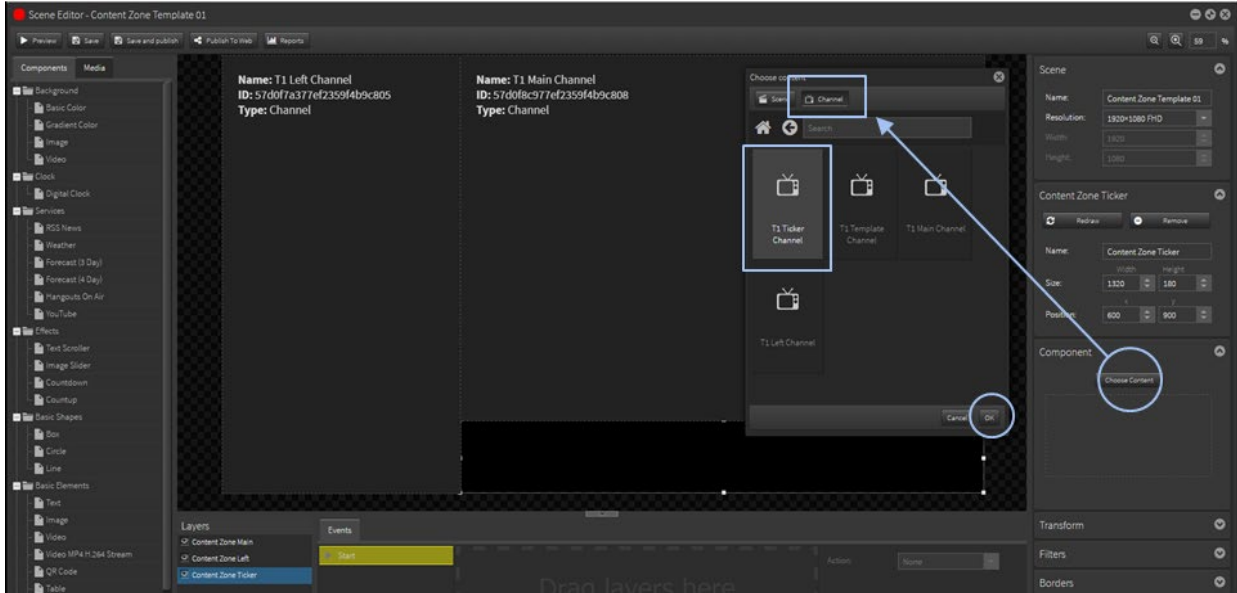 Scene Editor - Content Zone Template 01
Preview Save Save and publish Publish To Web Reports 59 %
Components Media
Background
Basic Color
Gradient Color
Image
Video
Clock
Digital Clock
Services
RSS News
Weather
Forecast (3 Day)
Forecast (4 Day)
Hangouts On Air
YouTube
Effects
Text Scroller
Image Slider
Countdown
Countup
Basic Shapes
Box
Circle
Line
Basic Elements
Text
Image
Video
Video MP4 H.264 Stream
QR Code
Table
Name: T1 Left Channel
ID: 57d0f7a377ef2359f4b9c805
Type: Channel
Name: T1 Main Channel
ID: 57d0f8c977ef2359f4b9c808
Type: Channel
Choose content
Scene Channel
Search
T1 Ticker Channel
T1 Template Channel
T1 Main Channel
T1 Left Channel
Cancel OK
Layers
Content Zone Main
Content Zone Left
Content Zone Ticker
Events
Start
Drag layers here
Action: None
Scene
Name: Content Zone Template 01
Resolution: 1920×1080 FHD
Width: 1920
Height: 1080
Content Zone Ticker
Redraw Remove
Name: Content Zone Ticker
Width Height
Size: 1320 180
Position: 600 900
Component
Choose Content
Transform
Filters
Borders